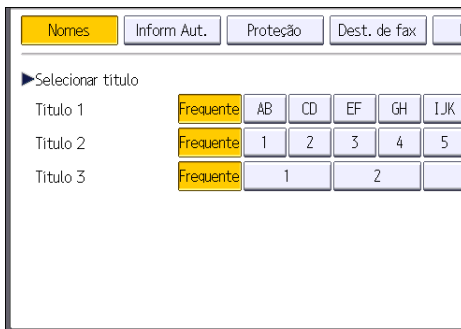 Nomes Inform Aut. Proteção Dest. de fax
▶Selecionar título
Título 1 Frequente AB CD EF GH IJK
Título 2 Frequente 1 2 3 4 5
Título 3 Frequente 1 2